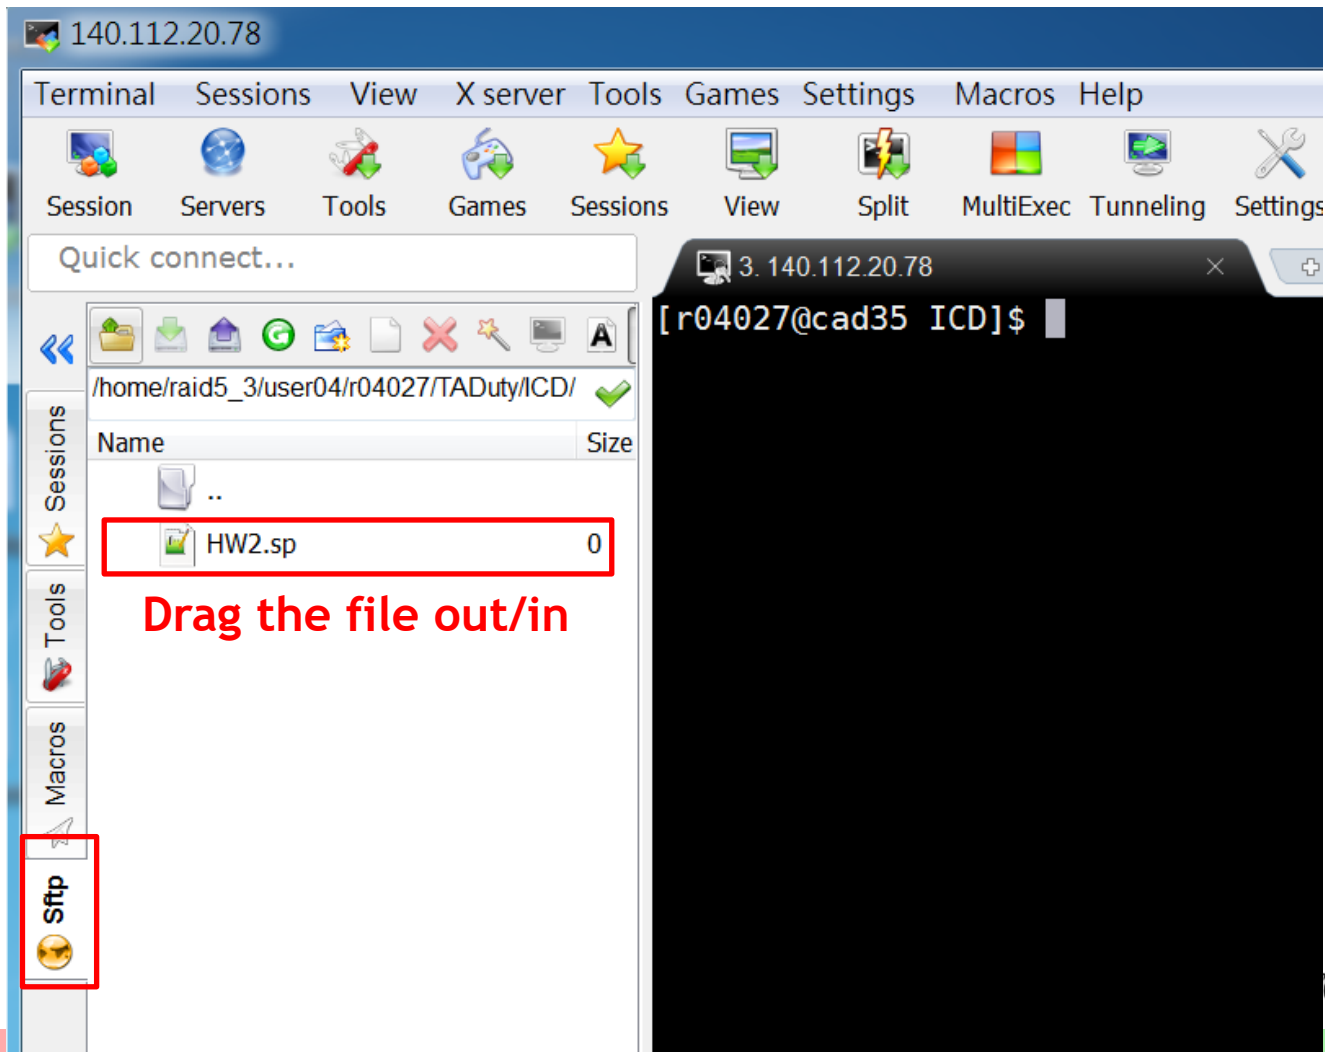 140.112.20.78
Terminal Sessions View X server Tools Games Settings Macros Help
Session Servers Tools Games Sessions View Split MultiExec Tunneling Settings
Quick connect...
3. 140.112.20.78
[r04027@cad35 ICD]$
/home/raid5_3/user04/r04027/TADuty/ICD/
Name Size
..
HW2.sp 0
Drag the file out/in
Sessions
Tools
Macros
Sftp